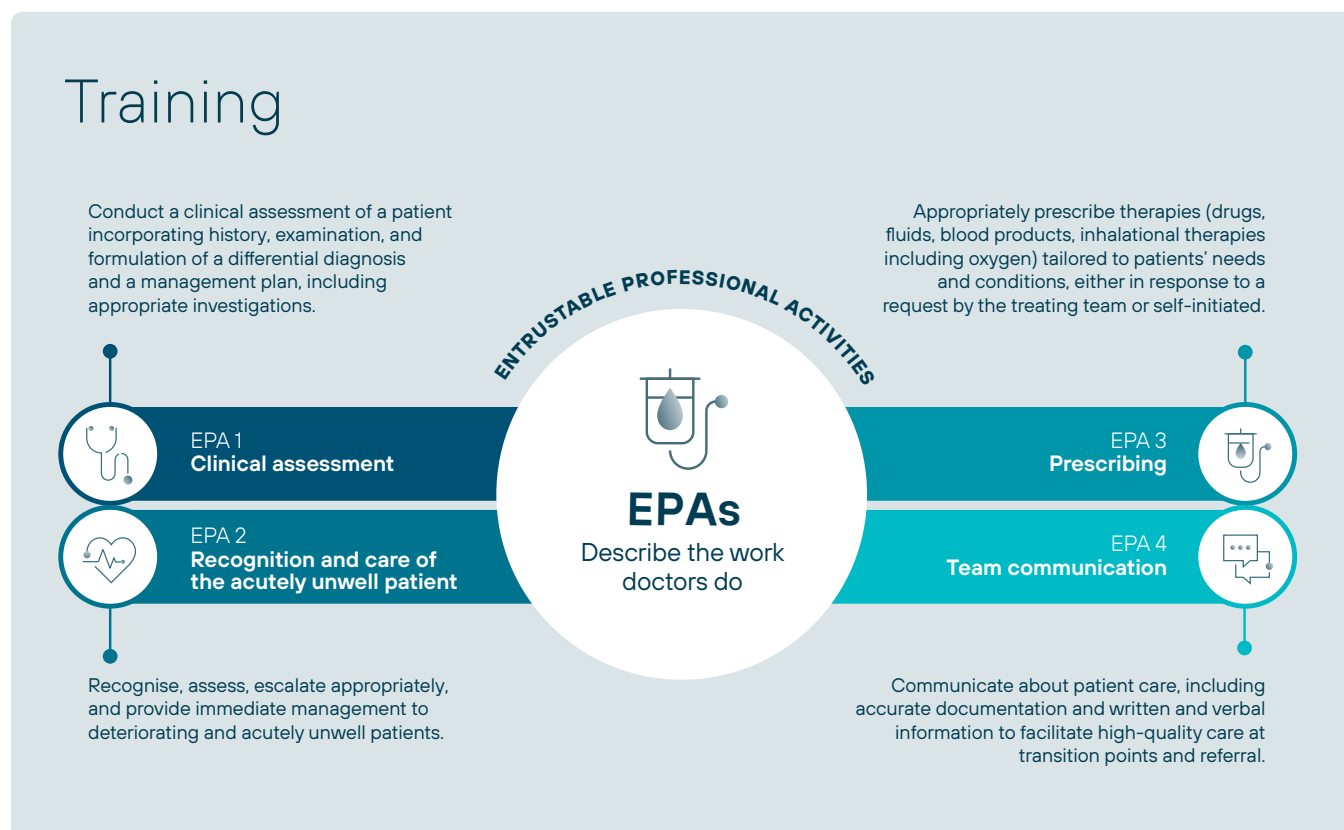 Training
Conduct a clinical assessment of a patient
incorporating history, examination, and
formulation of a differential diagnosis
and a management plan, including
appropriate investigations.
Appropriately prescribe therapies (drugs,
fluids, blood products, inhalational therapies
including oxygen) tailored to patients' needs
and conditions, either in response to a
request by the treating team or self-initiated.
ENTRUSTABLE PROFESSIONAL ACTIVITIES
EPA 1
Clinical assessment
EPA 2
Recognition and care of
the acutely unwell patient
EPAs
Describe the work
doctors do
EPA 3
Prescribing
EPA 4
Team communication
Recognise, assess, escalate appropriately,
and provide immediate management to
deteriorating and acutely unwell patients.
Communicate about patient care, including
accurate documentation and written and verbal
information to facilitate high-quality care at
transition points and referral.